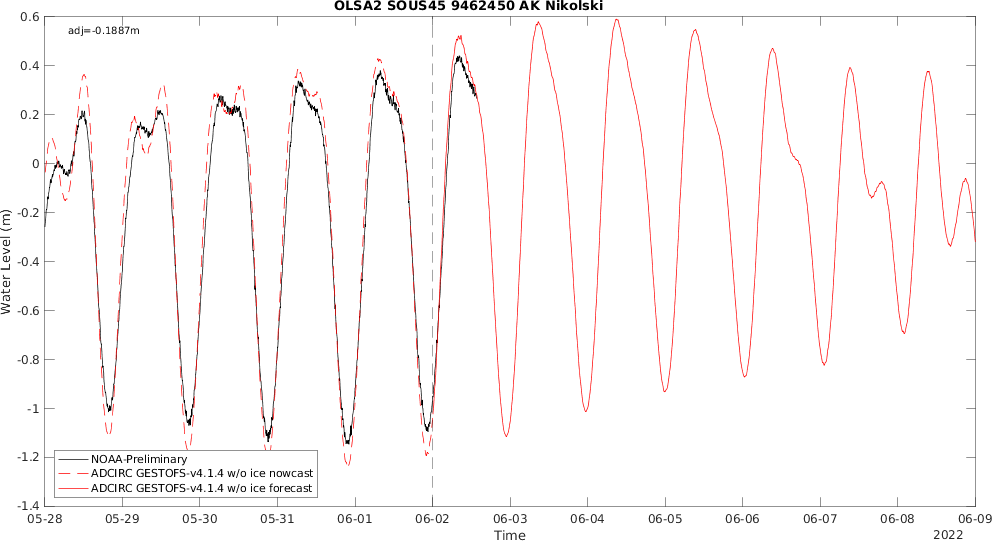 OLSA2 SOUS45 9462450 AK Nikolski
adj=-0.1887m
0.6
0.4
0.2
0
-0.2
-0.4
-0.6
-0.8
-1
-1.2
-1.4
Water Level (m)
NOAA-Preliminary
ADCIRC GESTOFS-v4.1.4 w/o ice nowcast
ADCIRC GESTOFS-v4.1.4 w/o ice forecast
05-28 05-29 05-30 05-31 06-01 06-02 06-03 06-04 06-05 06-06 06-07 06-08 06-09
Time
2022